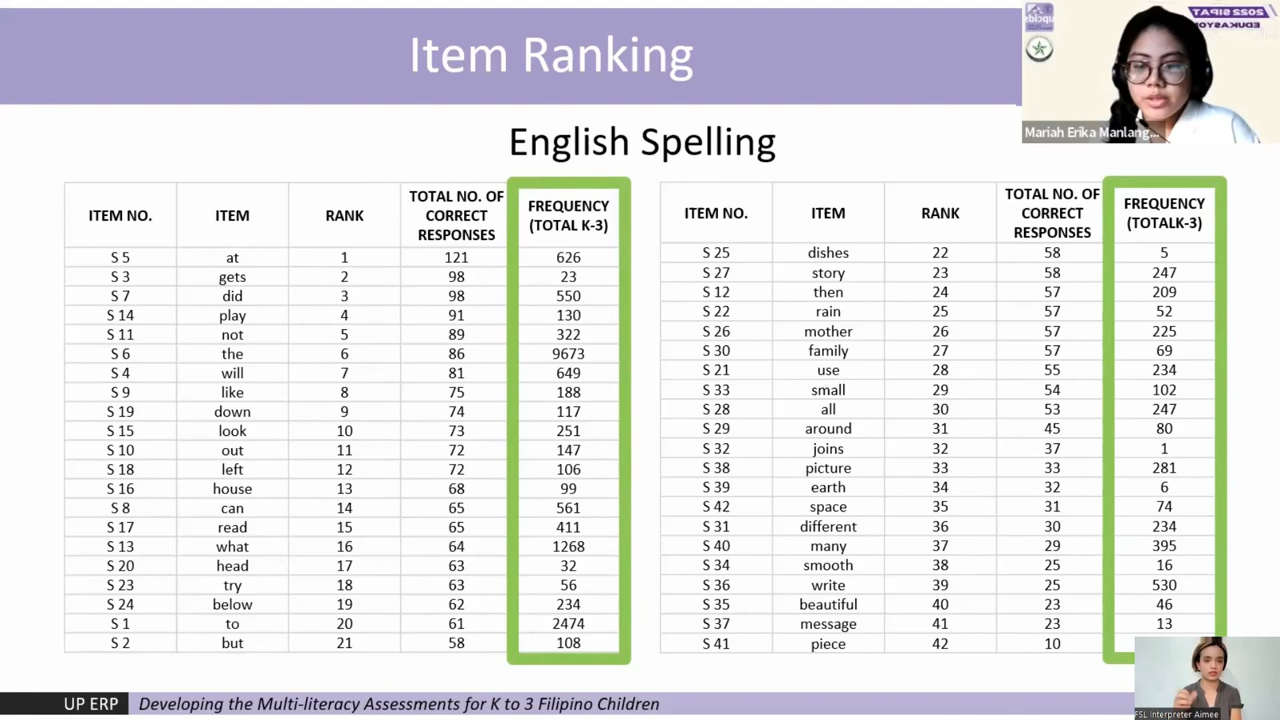 Item Ranking
2022 SIPAT
EDUKASYON
upcids
Mariah Erika Manlang...
English Spelling
ITEM NO. ITEM RANK TOTAL NO. OF CORRECT RESPONSES FREQUENCY (TOTAL K-3)
S 5 at 1 121 626
S 3 gets 2 98 23
S 7 did 3 98 550
S 14 play 4 91 130
S 11 not 5 89 322
S 6 the 6 86 9673
S 4 will 7 81 649
S 9 like 8 75 188
S 19 down 9 74 117
S 15 look 10 73 251
S 10 out 11 72 147
S 18 left 12 72 106
S 16 house 13 68 99
S 8 can 14 65 561
S 17 read 15 65 411
S 13 what 16 64 1268
S 20 head 17 63 32
S 23 try 18 63 56
S 24 below 19 62 234
S 1 to 20 61 2474
S 2 but 21 58 108
ITEM NO. ITEM RANK TOTAL NO. OF CORRECT RESPONSES FREQUENCY (TOTALK-3)
S 25 dishes 22 58 5
S 27 story 23 58 247
S 12 then 24 57 209
S 22 rain 25 57 52
S 26 mother 26 57 225
S 30 family 27 57 69
S 21 use 28 55 234
S 33 small 29 54 102
S 28 all 30 53 247
S 29 around 31 45 80
S 32 joins 32 37 1
S 38 picture 33 33 281
S 39 earth 34 32 6
S 42 space 35 31 74
S 31 different 36 30 234
S 40 many 37 29 395
S 34 smooth 38 25 16
S 36 write 39 25 530
S 35 beautiful 40 23 46
S 37 message 41 23 13
S 41 piece 42 10
UP ERP Developing the Multi-literacy Assessments for K to 3 Filipino Children
FSL Interpreter Aimee